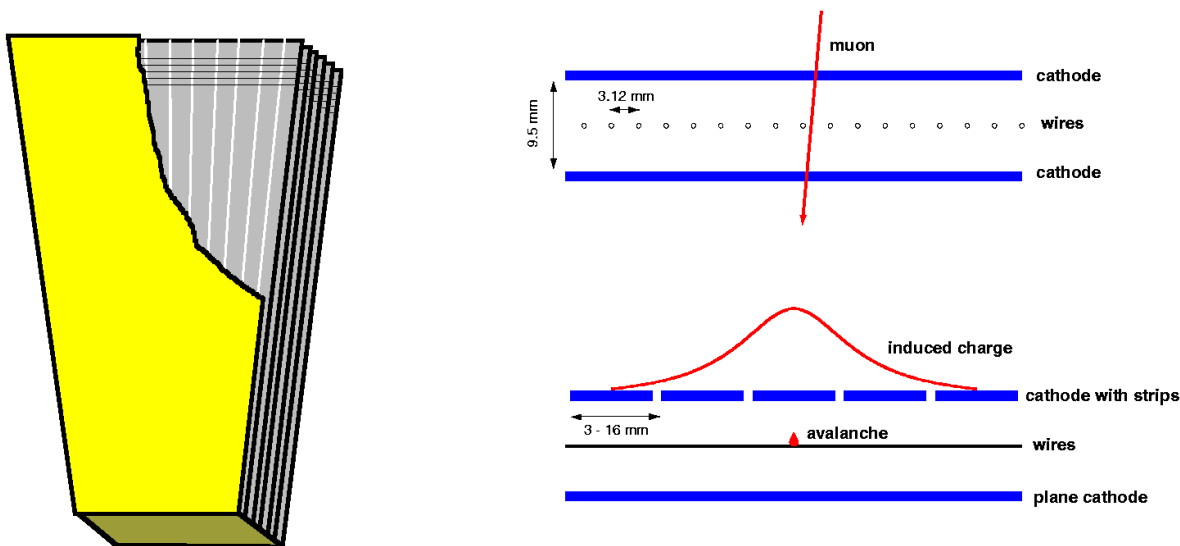 muon
cathode
3.12 mm
9.5 mm
wires
cathode
induced charge
cathode with strips
3 - 16 mm
avalanche
wires
plane cathode